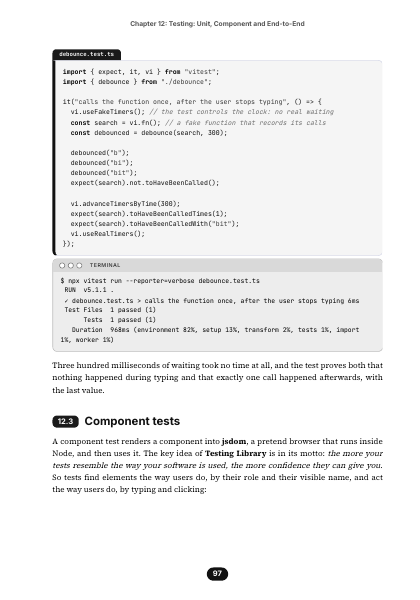 Chapter 12: Testing: Unit, Component and End-to-End
debounce.test.ts
import { expect, it, vi } from "vitest";
import { debounce } from "./debounce";
it("calls the function once, after the user stops typing", () => {
vi.useFakeTimers(); // the test controls the clock: no real waiting
const search = vi.fn(); // a fake function that records its calls
const debounced = debounce(search, 300);
debounced("b");
debounced("bi");
debounced("bit");
expect(search).not.toHaveBeenCalled();
vi.advanceTimersByTime(300);
expect(search).toHaveBeenCalledTimes(1);
expect(search).toHaveBeenCalledWith("bit");
vi.useRealTimers();
});
TERMINAL
$ npx vitest run --reporter=verbose debounce.test.ts
RUN v5.1.1 .
✓ debounce.test.ts > calls the function once, after the user stops typing 6ms
Test Files 1 passed (1)
Tests 1 passed (1)
Duration 968ms (environment 82%, setup 13%, transform 2%, tests 1%, import
1%, worker 1%)
Three hundred milliseconds of waiting took no time at all, and the test proves both that
nothing happened during typing and that exactly one call happened afterwards, with
the last value.
12.3 Component tests
A component test renders a component into jsdom, a pretend browser that runs inside
Node, and then uses it. The key idea of Testing Library is in its motto: the more your
tests resemble the way your software is used, the more confidence they can give you.
So tests find elements the way users do, by their role and their visible name, and act
the way users do, by typing and clicking:
97